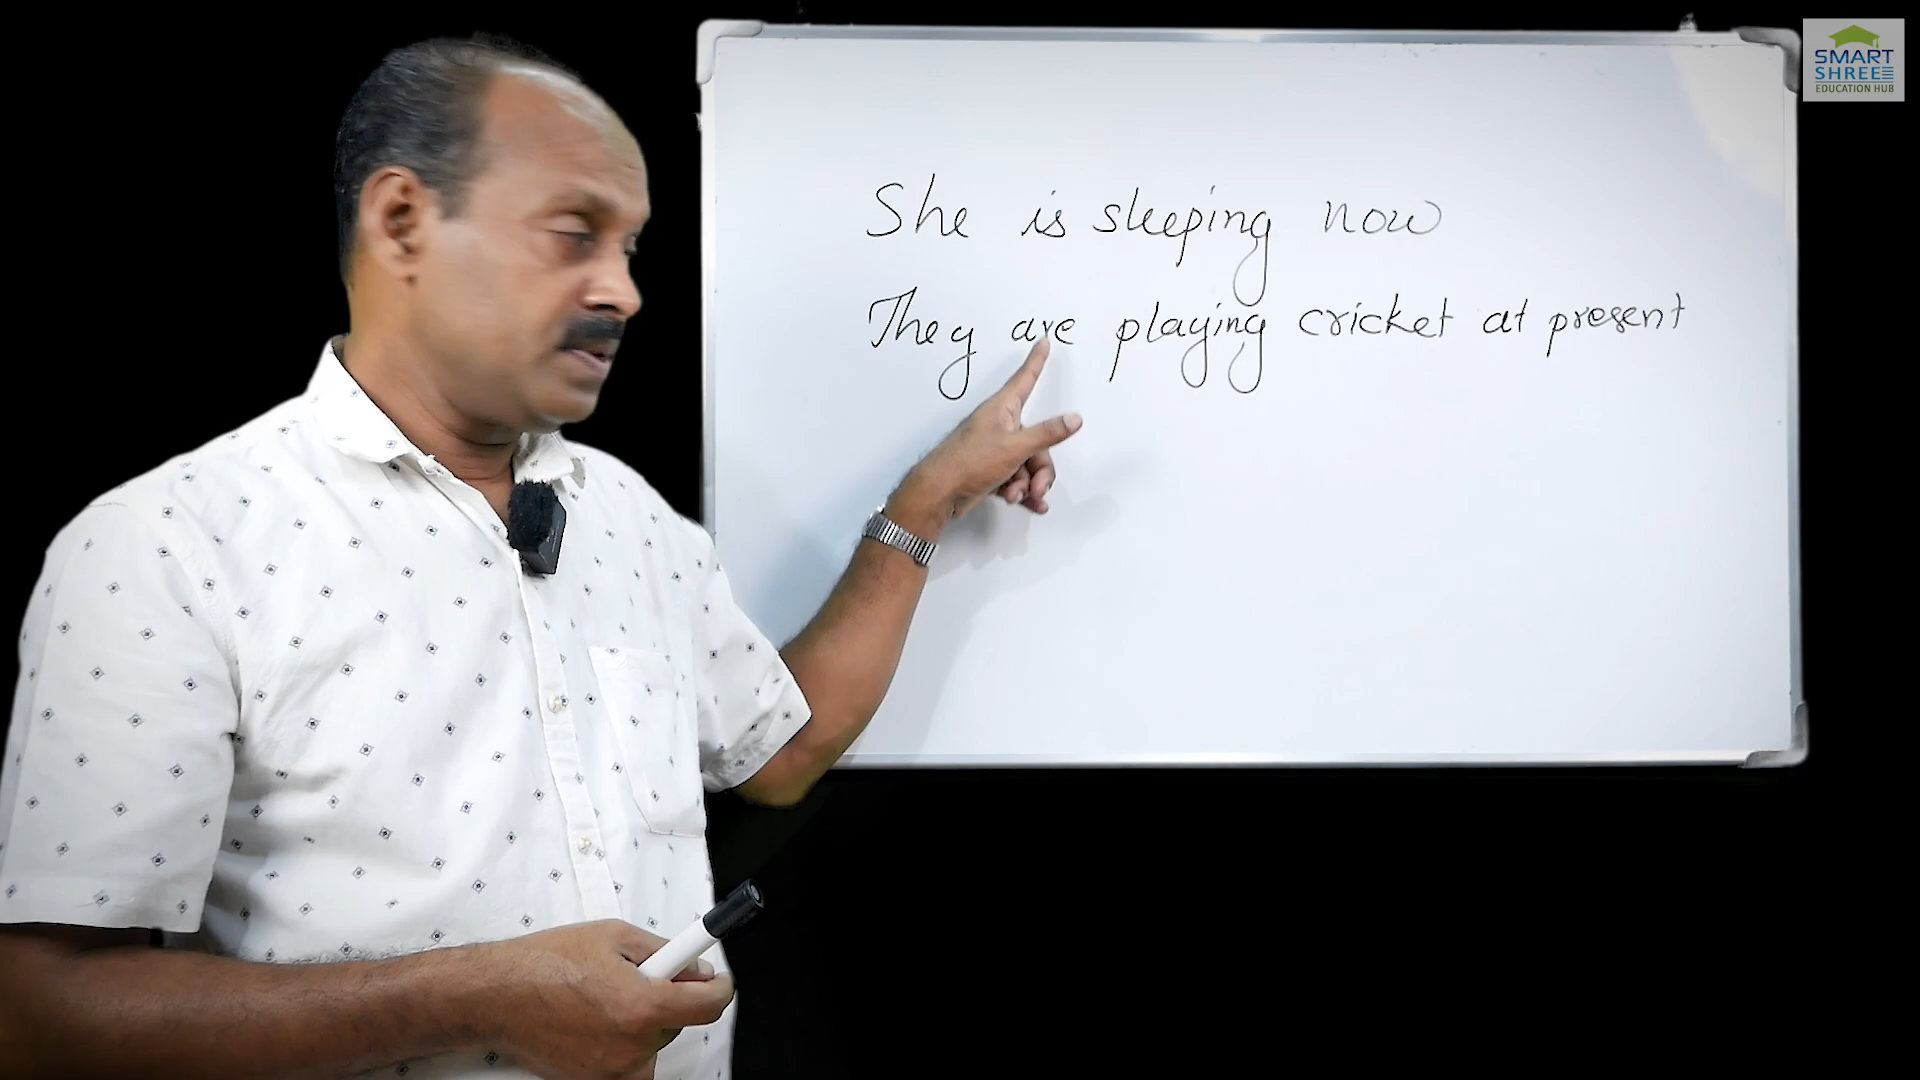 She is sleeping now
They are playing cricket at present
SMART
SHREE
EDUCATION HUB